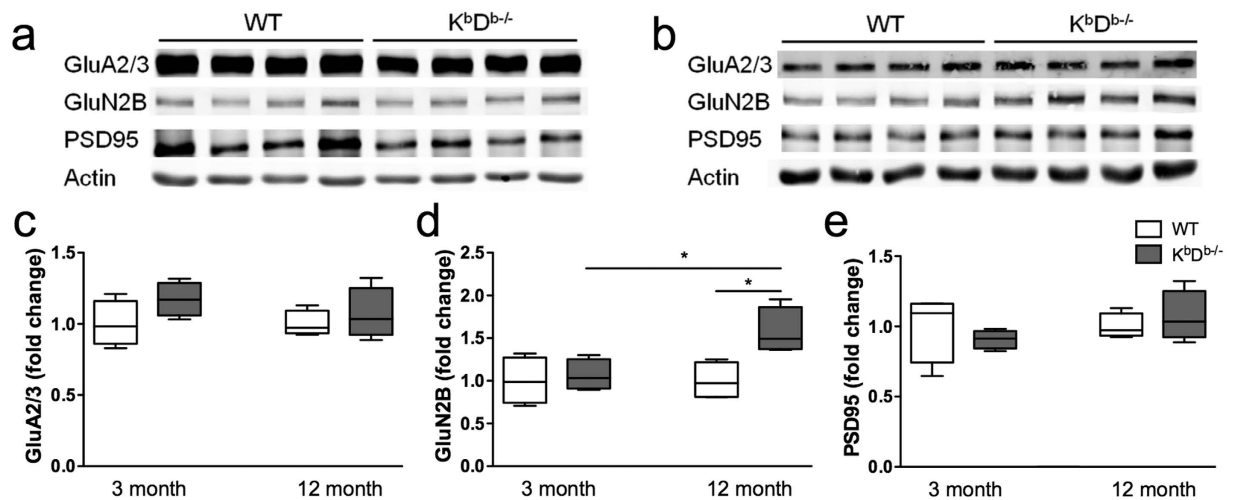 a
WT
KᵇDᵇ⁻/⁻
GluA2/3
GluN2B
PSD95
Actin
b
WT
KᵇDᵇ⁻/⁻
GluA2/3
GluN2B
PSD95
Actin
c
GluA2/3 (fold change)
1.5
1.0
0.5
0.0
3 month
12 month
d
GluN2B (fold change)
2.5
2.0
1.5
1.0
0.5
0.0
*
*
3 month
12 month
e
WT
KᵇDᵇ⁻/⁻
PSD95 (fold change)
1.5
1.0
0.5
0.0
3 month
12 month